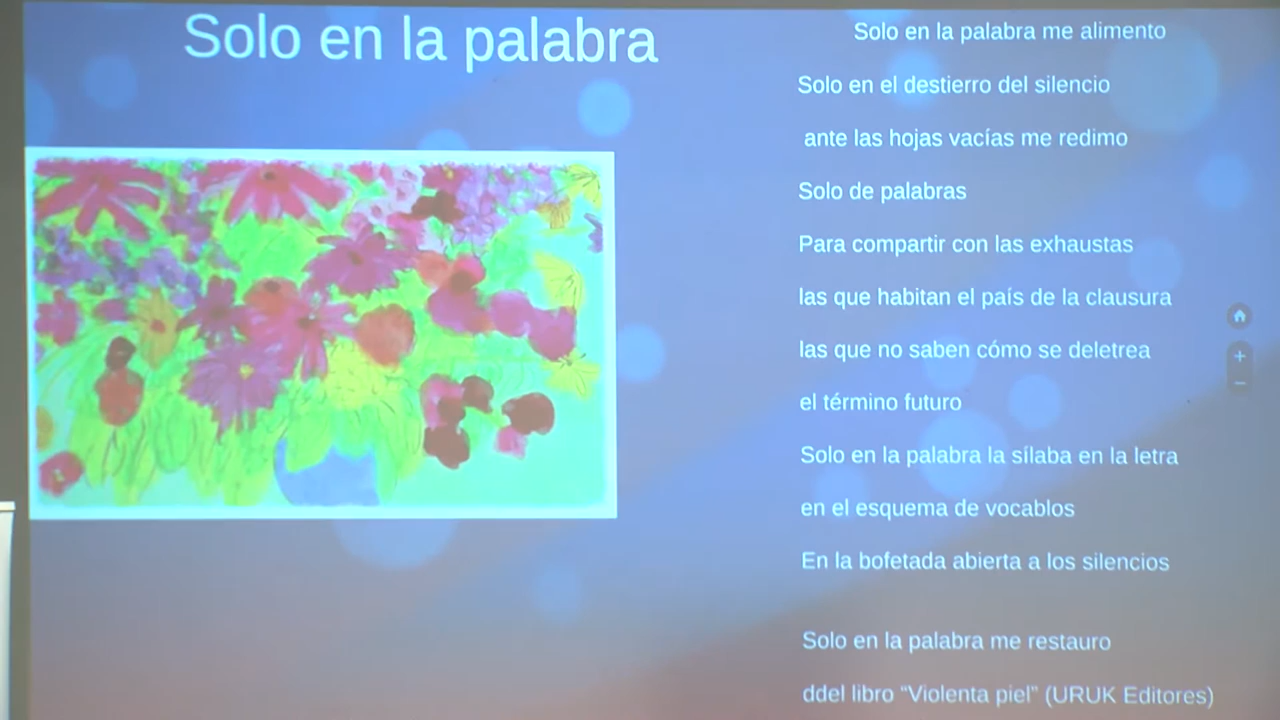 Solo en la palabra
Solo en la palabra me alimento
Solo en el destierro del silencio
ante las hojas vacías me redimo
Solo de palabras
Para compartir con las exhaustas
las que habitan el país de la clausura
las que no saben cómo se deletrea
el término futuro
Solo en la palabra la sílaba en la letra
en el esquema de vocablos
En la bofetada abierta a los silencios
Solo en la palabra me restauro
ddel libro “Violenta piel” (URUK Editores)